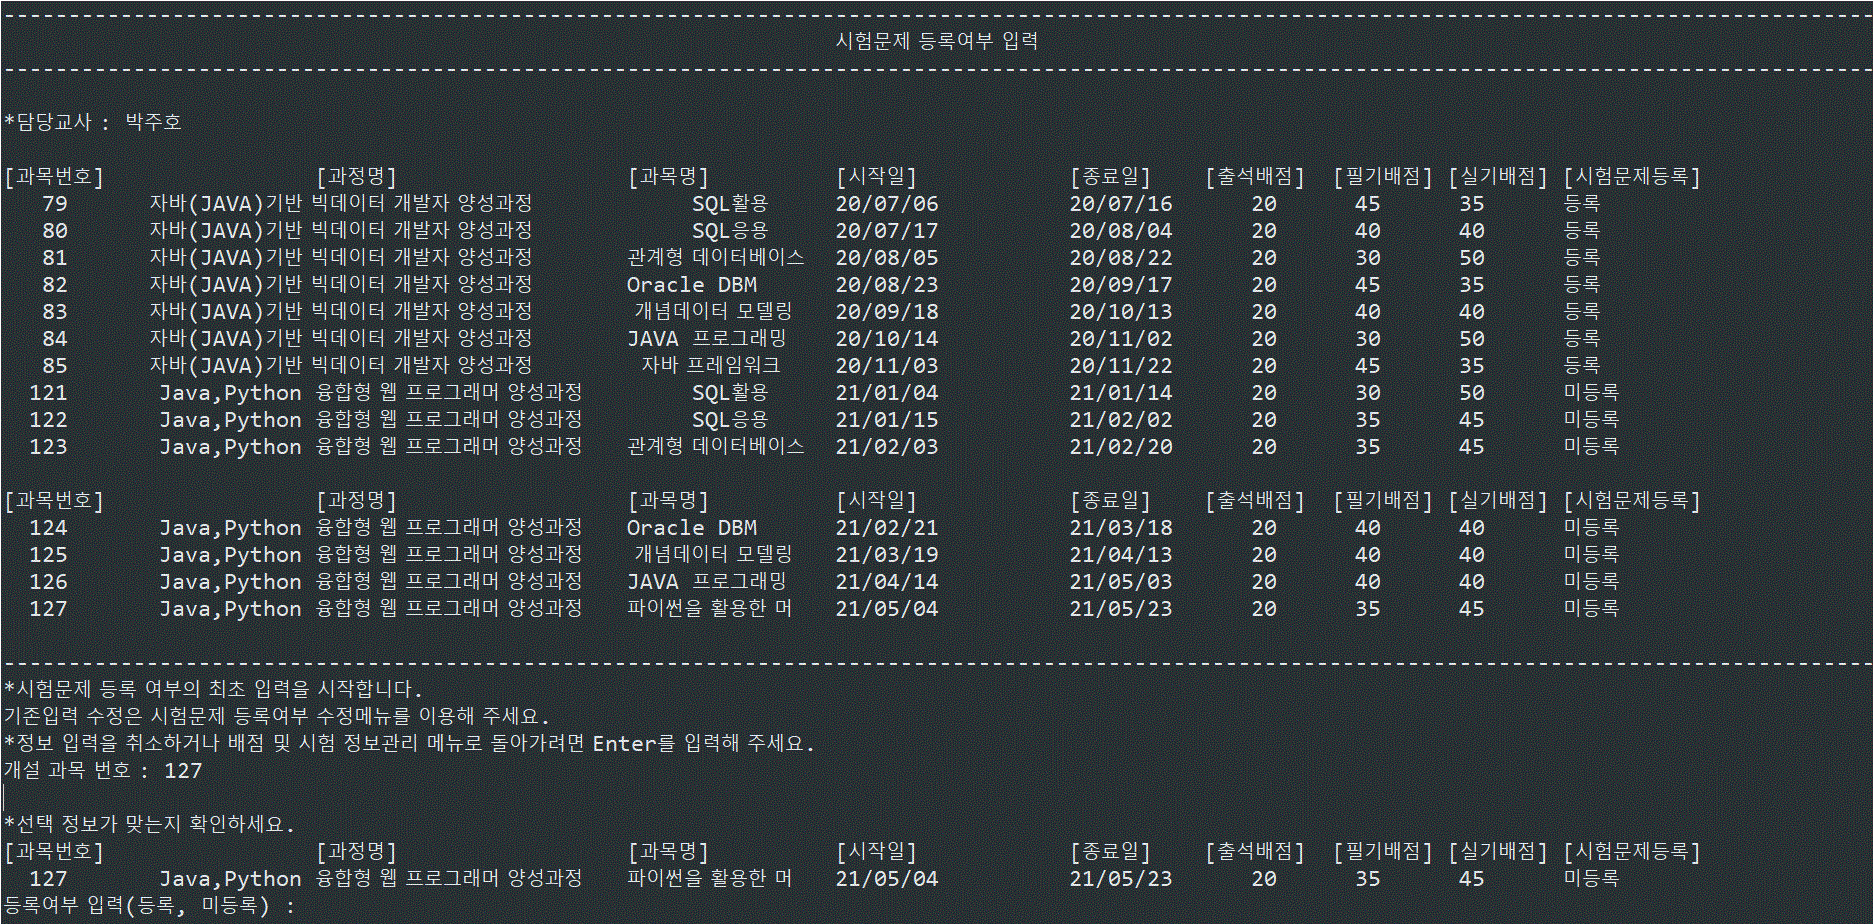 시험문제 등록여부 입력
*담당교사 : 박주호
[과목번호] [과정명] [과목명] [시작일] [종료일] [출석배점] [필기배점] [실기배점] [시험문제등록]
79 자바(JAVA)기반 빅데이터 개발자 양성과정 SQL활용 20/07/06 20/07/16 20 45 35 등록
80 자바(JAVA)기반 빅데이터 개발자 양성과정 SQL응용 20/07/17 20/08/04 20 40 40 등록
81 자바(JAVA)기반 빅데이터 개발자 양성과정 관계형 데이터베이스 20/08/05 20/08/22 20 30 50 등록
82 자바(JAVA)기반 빅데이터 개발자 양성과정 Oracle DBM 20/08/23 20/09/17 20 45 35 등록
83 자바(JAVA)기반 빅데이터 개발자 양성과정 개념데이터 모델링 20/09/18 20/10/13 20 40 40 등록
84 자바(JAVA)기반 빅데이터 개발자 양성과정 JAVA 프로그래밍 20/10/14 20/11/02 20 30 50 등록
85 자바(JAVA)기반 빅데이터 개발자 양성과정 자바 프레임워크 20/11/03 20/11/22 20 45 35 등록
121 Java,Python 융합형 웹 프로그래머 양성과정 SQL활용 21/01/04 21/01/14 20 30 50 미등록
122 Java,Python 융합형 웹 프로그래머 양성과정 SQL응용 21/01/15 21/02/02 20 35 45 미등록
123 Java,Python 융합형 웹 프로그래머 양성과정 관계형 데이터베이스 21/02/03 21/02/20 20 35 45 미등록
[과목번호] [과정명] [과목명] [시작일] [종료일] [출석배점] [필기배점] [실기배점] [시험문제등록]
124 Java,Python 융합형 웹 프로그래머 양성과정 Oracle DBM 21/02/21 21/03/18 20 40 40 미등록
125 Java,Python 융합형 웹 프로그래머 양성과정 개념데이터 모델링 21/03/19 21/04/13 20 40 40 미등록
126 Java,Python 융합형 웹 프로그래머 양성과정 JAVA 프로그래밍 21/04/14 21/05/03 20 40 40 미등록
127 Java,Python 융합형 웹 프로그래머 양성과정 파이썬을 활용한 머 21/05/04 21/05/23 20 35 45 미등록
*시험문제 등록 여부의 최초 입력을 시작합니다.
기존입력 수정은 시험문제 등록여부 수정메뉴를 이용해 주세요.
*정보 입력을 취소하거나 배점 및 시험 정보관리 메뉴로 돌아가려면 Enter를 입력해 주세요.
개설 과목 번호 : 127
*선택 정보가 맞는지 확인하세요.
[과목번호] [과정명] [과목명] [시작일] [종료일] [출석배점] [필기배점] [실기배점] [시험문제등록]
127 Java,Python 융합형 웹 프로그래머 양성과정 파이썬을 활용한 머 21/05/04 21/05/23 20 35 45 미등록
등록여부 입력(등록, 미등록) :